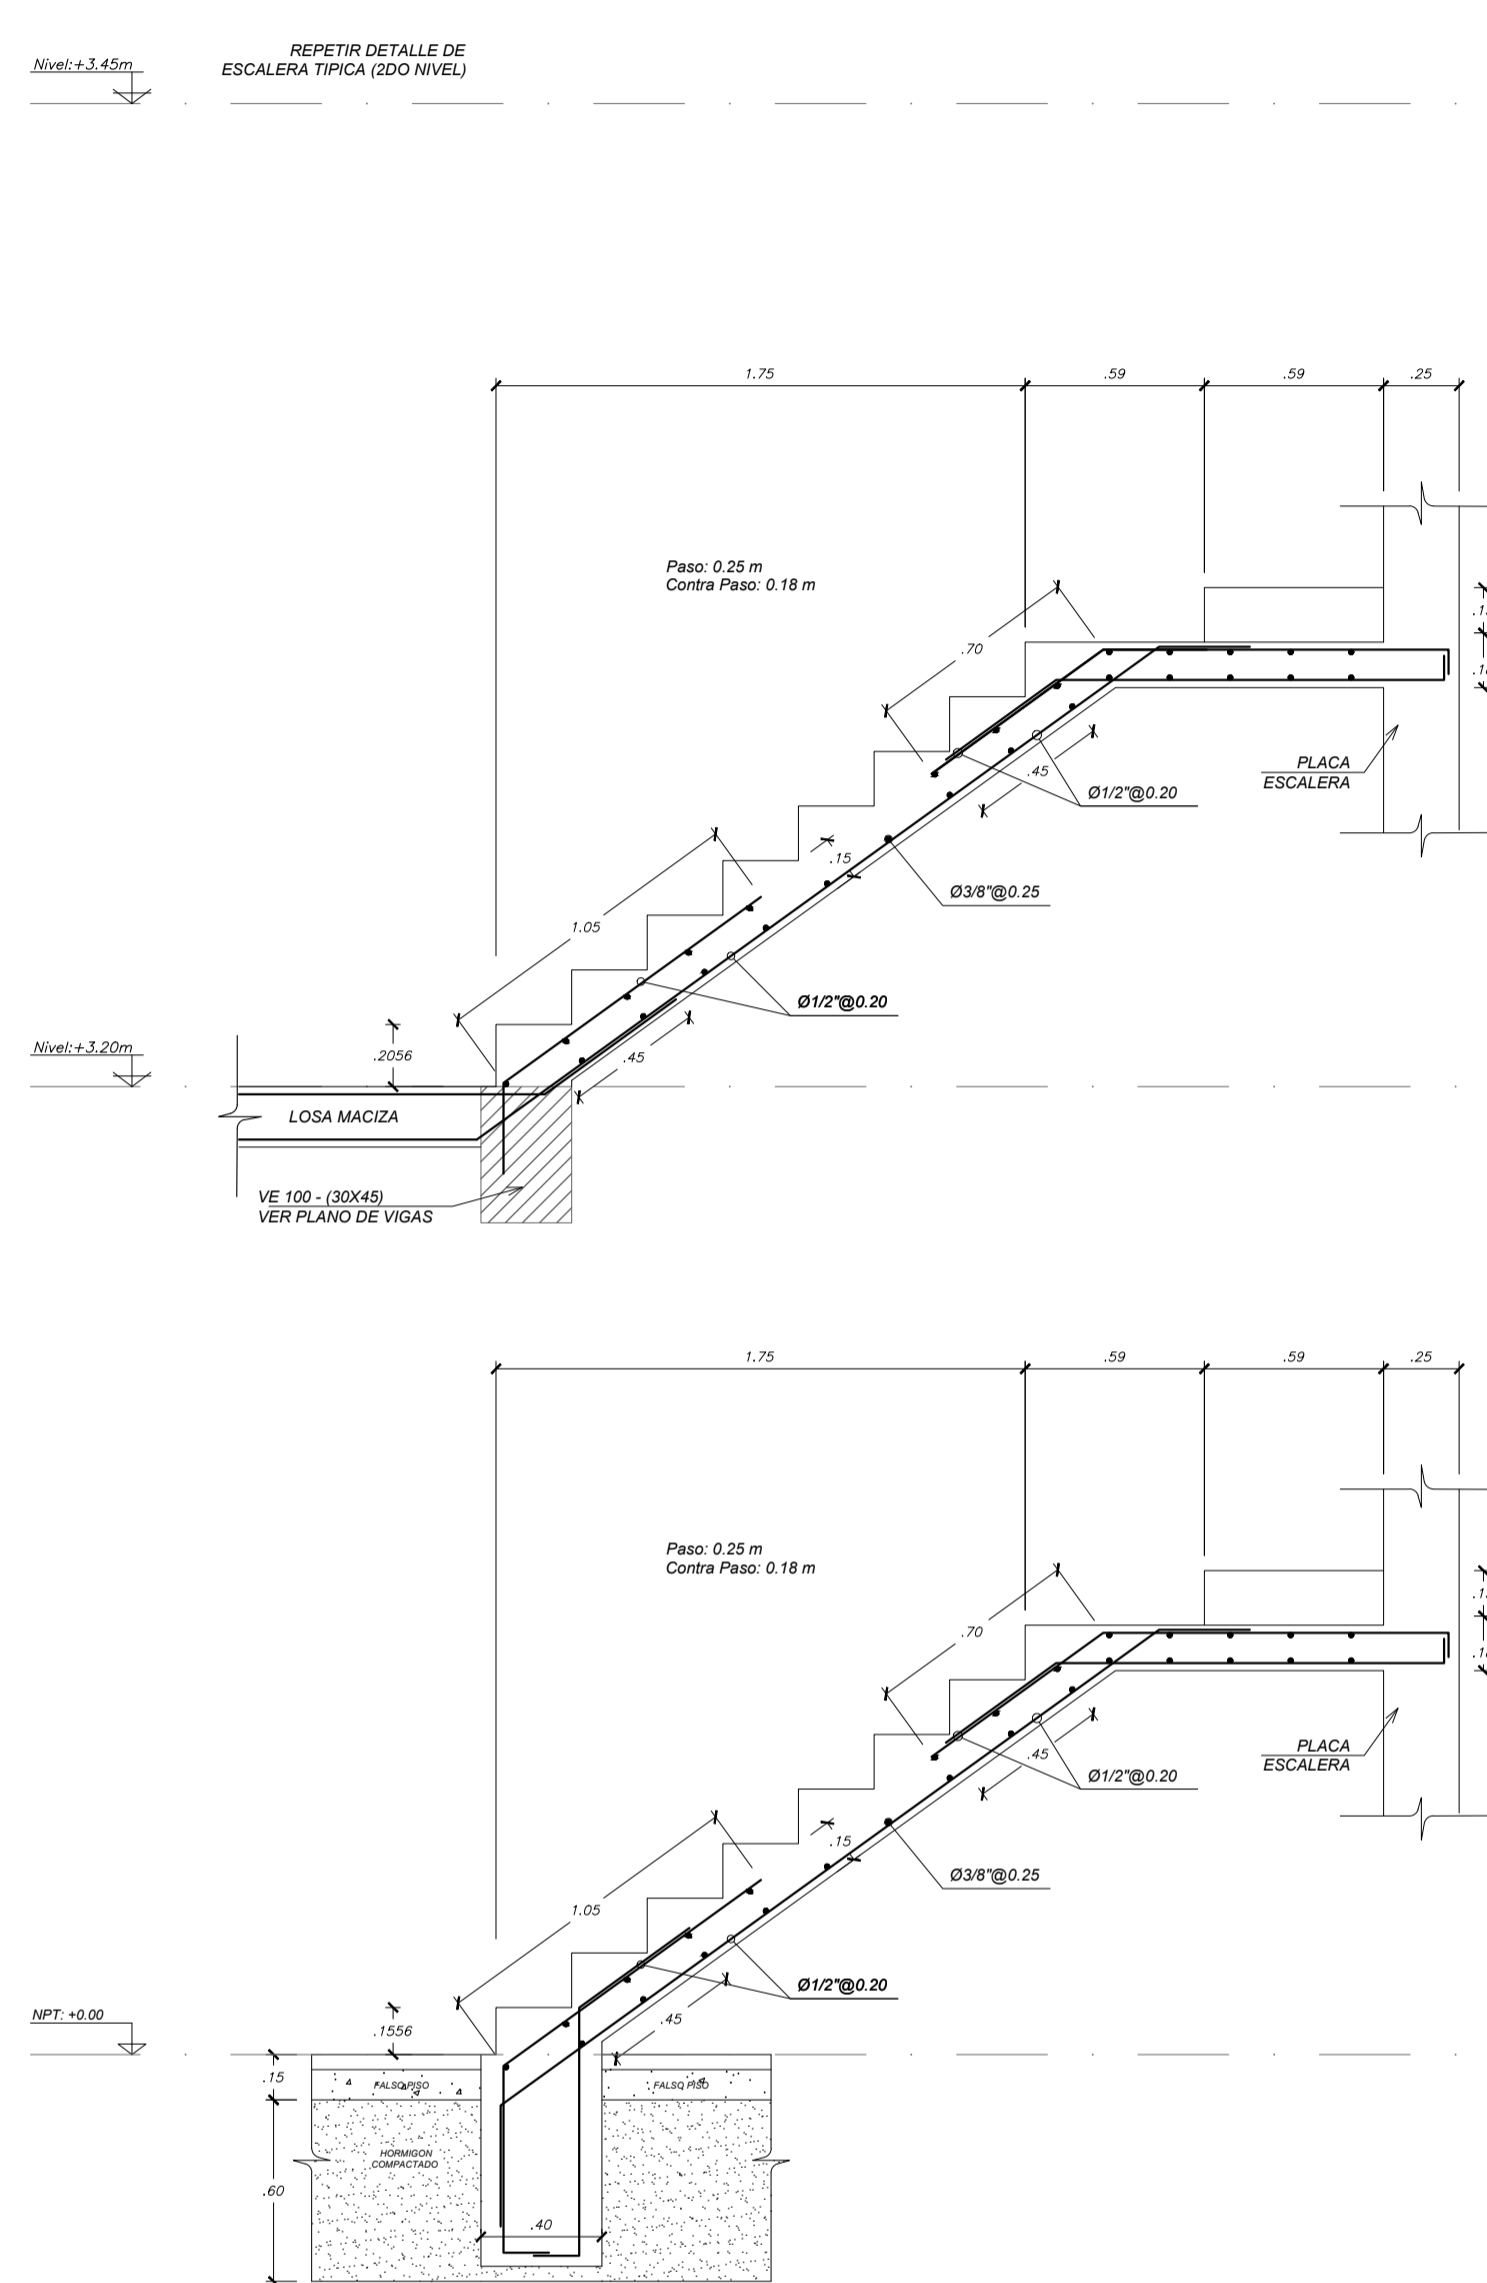 REPETIR DETALLE DE
ESCALERA TIPICA (2DO NIVEL)
Nivel:+3.45m
1.75
.59
.59
.25
Paso: 0.25 m
Contra Paso: 0.18 m
.70
PLACA
ESCALERA
.45
Ø1/2"@0.20
.15
Ø3/8"@0.25
1.05
Ø1/2"@0.20
Nivel:+3.20m
.2056
.45
LOSA MACIZA
VE 100 - (30X45)
VER PLANO DE VIGAS
1.75
.59
.59
.25
Paso: 0.25 m
Contra Paso: 0.18 m
.70
PLACA
ESCALERA
.45
Ø1/2"@0.20
.15
Ø3/8"@0.25
1.05
Ø1/2"@0.20
NPT: +0.00
.1556
.45
.15
FALSO PISO
FALSO PISO
HORMIGON
COMPACTADO
.60
.40